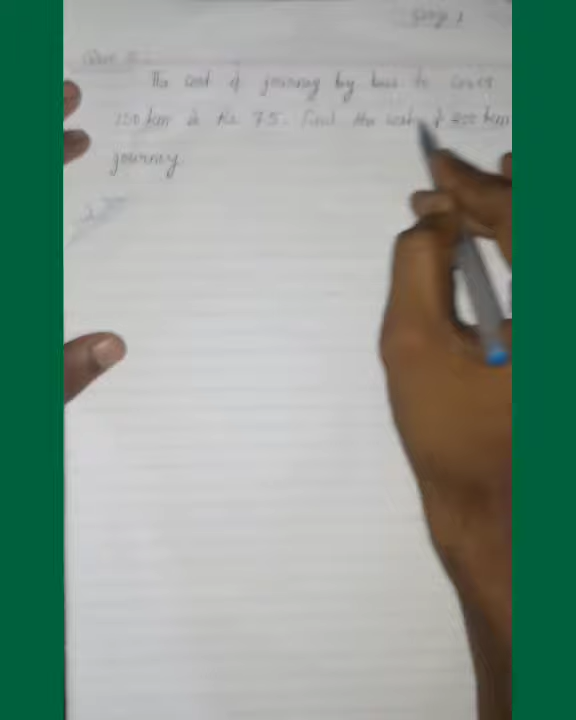 The cost of journey by bus to cover
150 km is Rs 75. Find the cost of 400 km
journey